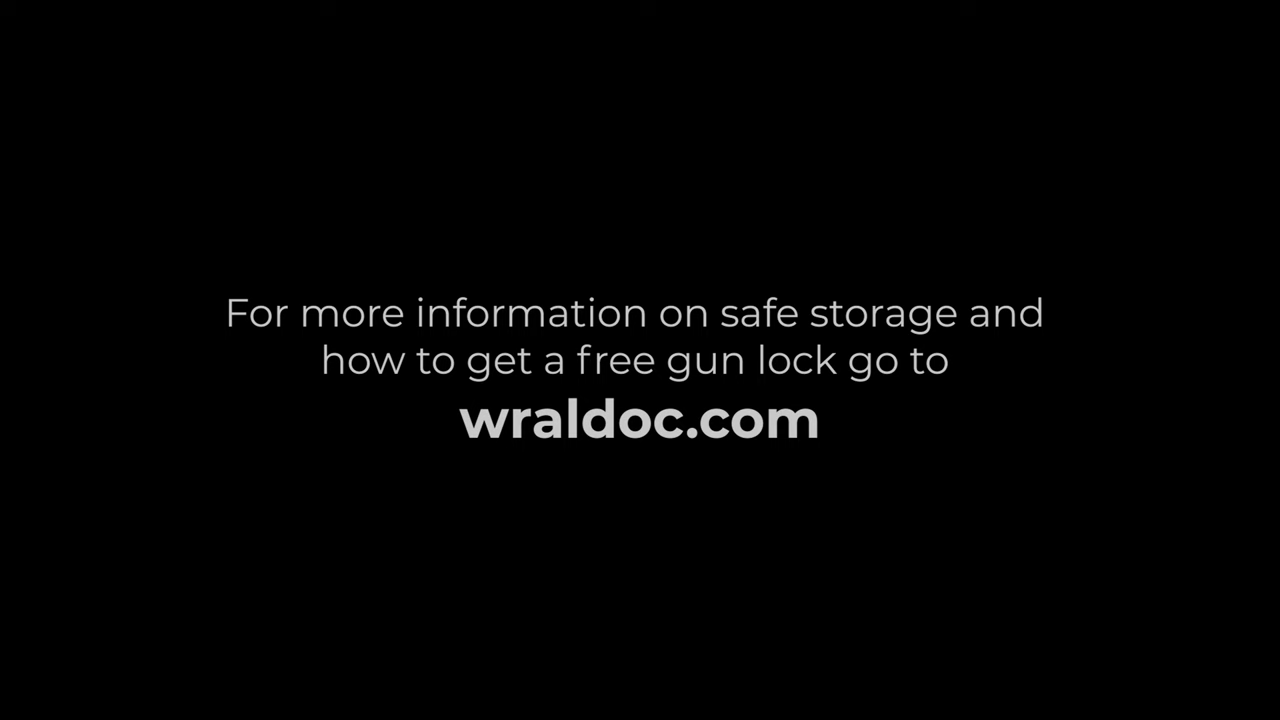 For more information on safe storage and
how to get a free gun lock go to
wraldoc.com